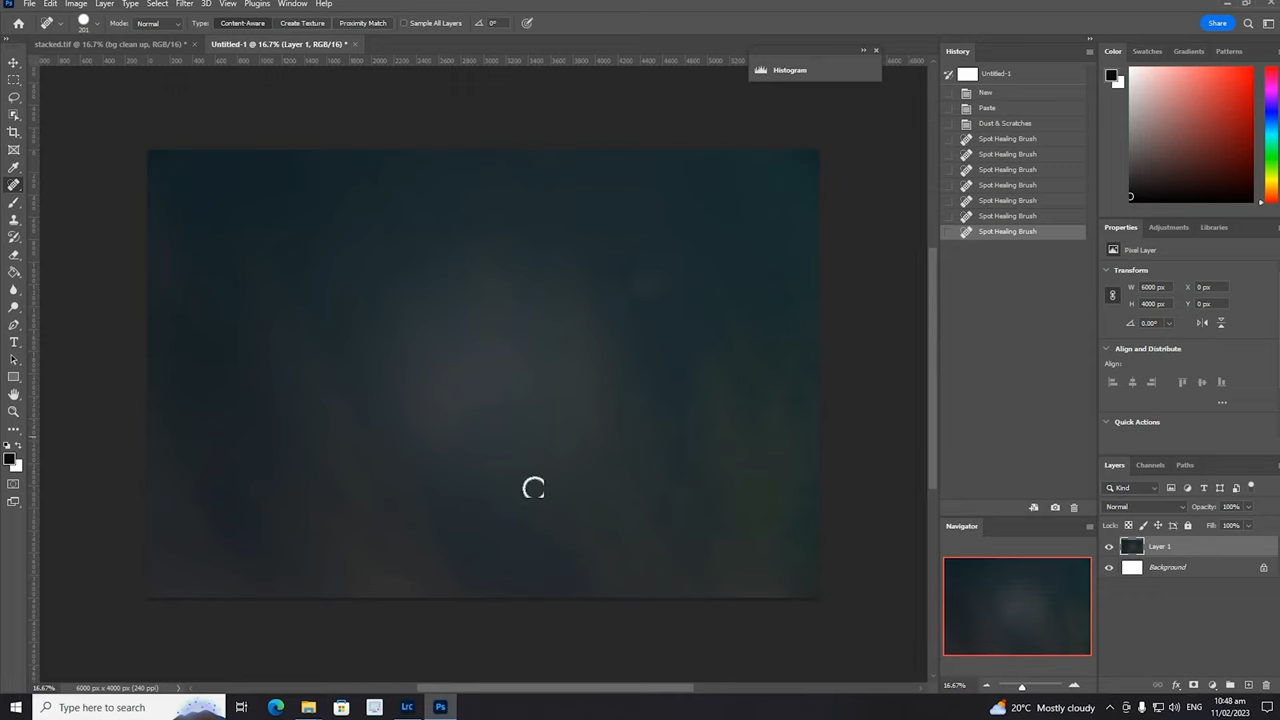 File Edit Image Layer Type Select Filter 3D View Plugins Window Help
201 Mode: Normal Type: Content-Aware Create Texture Proximity Match Sample All Layers 0° Share
stacked.tif @ 16.7% (bg clean up, RGB/16) * × Untitled-1 @ 16.7% (Layer 1, RGB/16) * ×
Histogram
History
Untitled-1
New
Paste
Dust & Scratches
Spot Healing Brush
Spot Healing Brush
Spot Healing Brush
Spot Healing Brush
Spot Healing Brush
Spot Healing Brush
Spot Healing Brush
Navigator
16.67%
Color Swatches Gradients Patterns
Properties Adjustments Libraries
Pixel Layer
Transform
W 6000 px X 0 px
H 4000 px Y 0 px
0.00°
Align and Distribute
Align:
Quick Actions
Layers Channels Paths
Kind
Normal Opacity: 100%
Lock: Fill: 100%
Layer 1
Background
16.67% 6000 px x 4000 px (240 ppi)
Type here to search
Lrc Ps
20°C Mostly cloudy ENG 10:48 am
11/02/2023